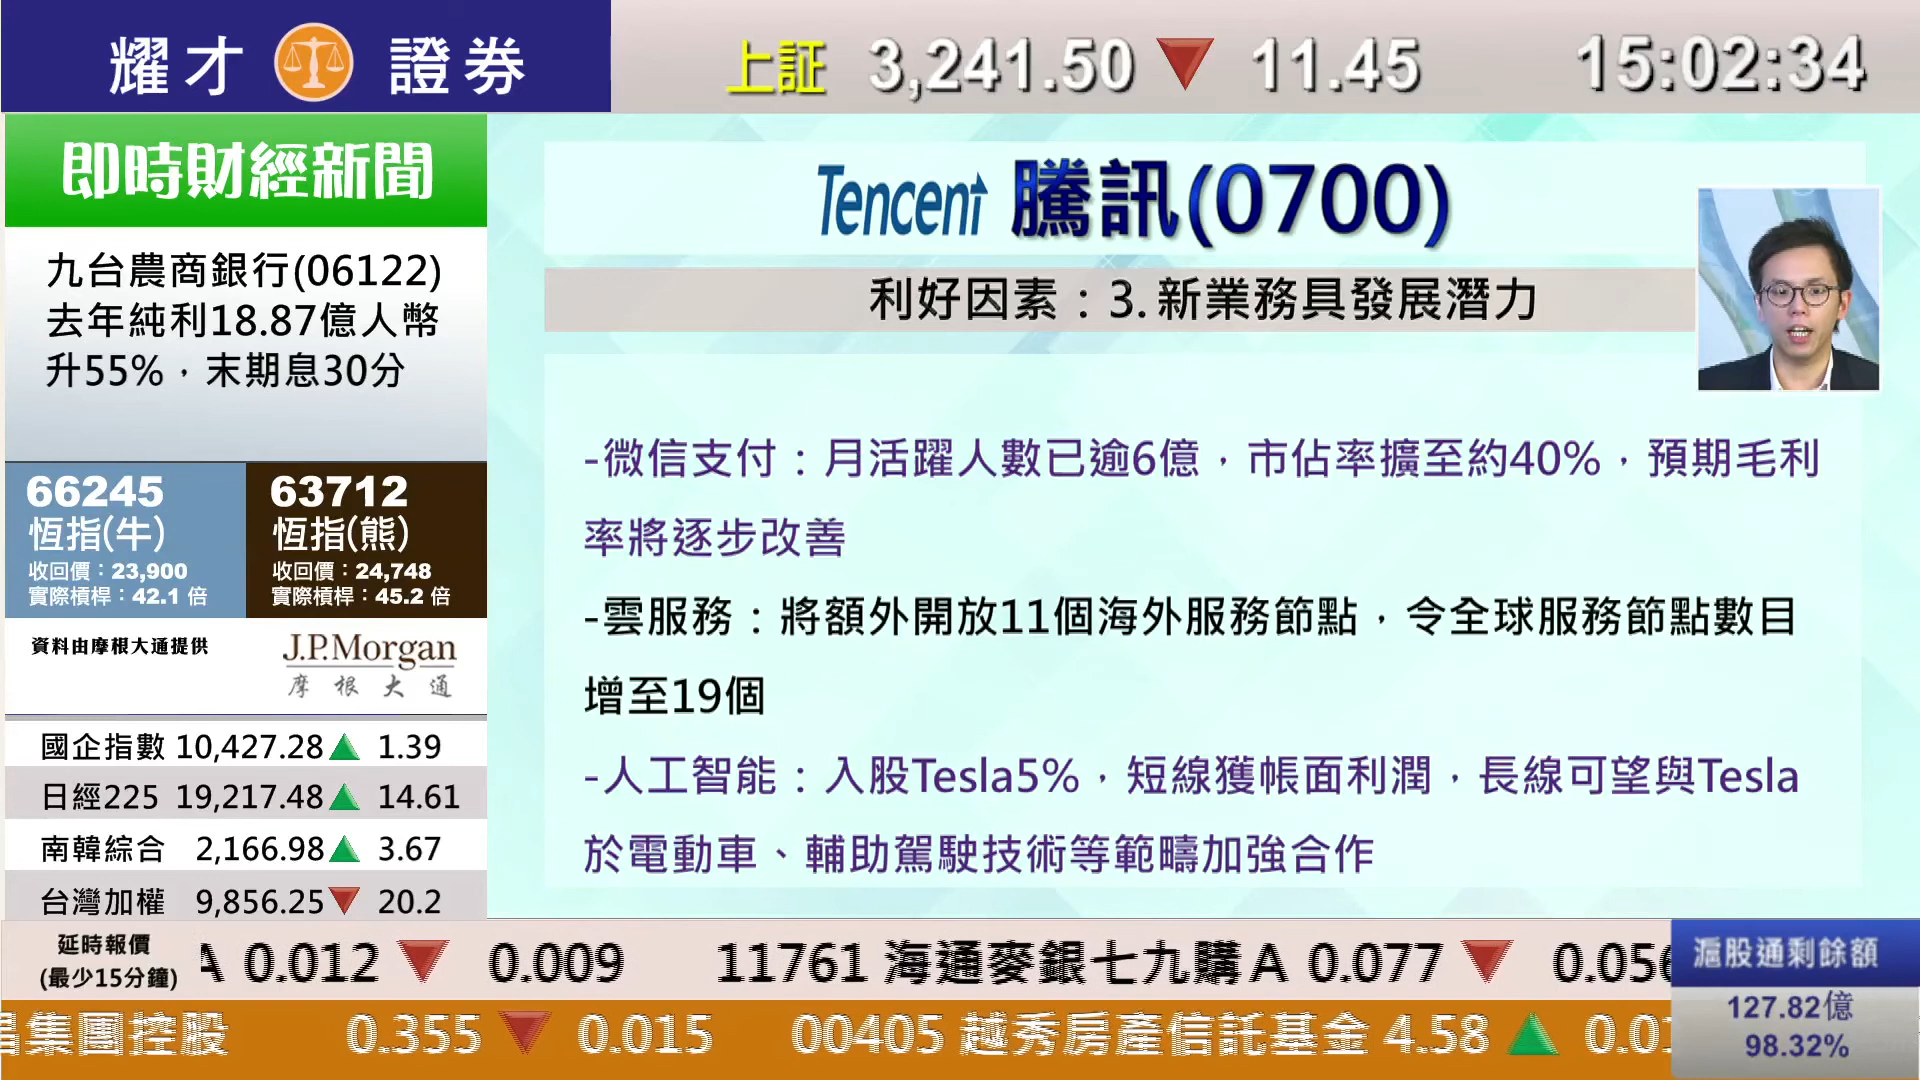 耀才 證券
上証 3,241.50 ▼ 11.45 15:02:34
即時財經新聞
九台農商銀行(06122)
去年純利18.87億人幣
升55%，末期息30分
66245
恆指(牛)
收回價：23,900
實際槓桿：42.1 倍
63712
恆指(熊)
收回價：24,748
實際槓桿：45.2 倍
資料由摩根大通提供
J.P.Morgan
摩根大通
國企指數 10,427.28 ▲ 1.39
日經225 19,217.48 ▲ 14.61
南韓綜合 2,166.98 ▲ 3.67
台灣加權 9,856.25 ▼ 20.2
Tencent 騰訊(0700)
利好因素：3. 新業務具發展潛力
-微信支付：月活躍人數已逾6億，市佔率擴至約40%，預期毛利
率將逐步改善
-雲服務：將額外開放11個海外服務節點，令全球服務節點數目
增至19個
-人工智能：入股Tesla5%，短線獲帳面利潤，長線可望與Tesla
於電動車、輔助駕駛技術等範疇加強合作
延時報價
(最少15分鐘)
A 0.012 ▼ 0.009 11761 海通麥銀七九購A 0.077 ▼ 0.056
集團控股 0.355 ▼ 0.015 00405 越秀房產信託基金 4.58 ▲ 0.0
滬股通剩餘額
127.82億
98.32%